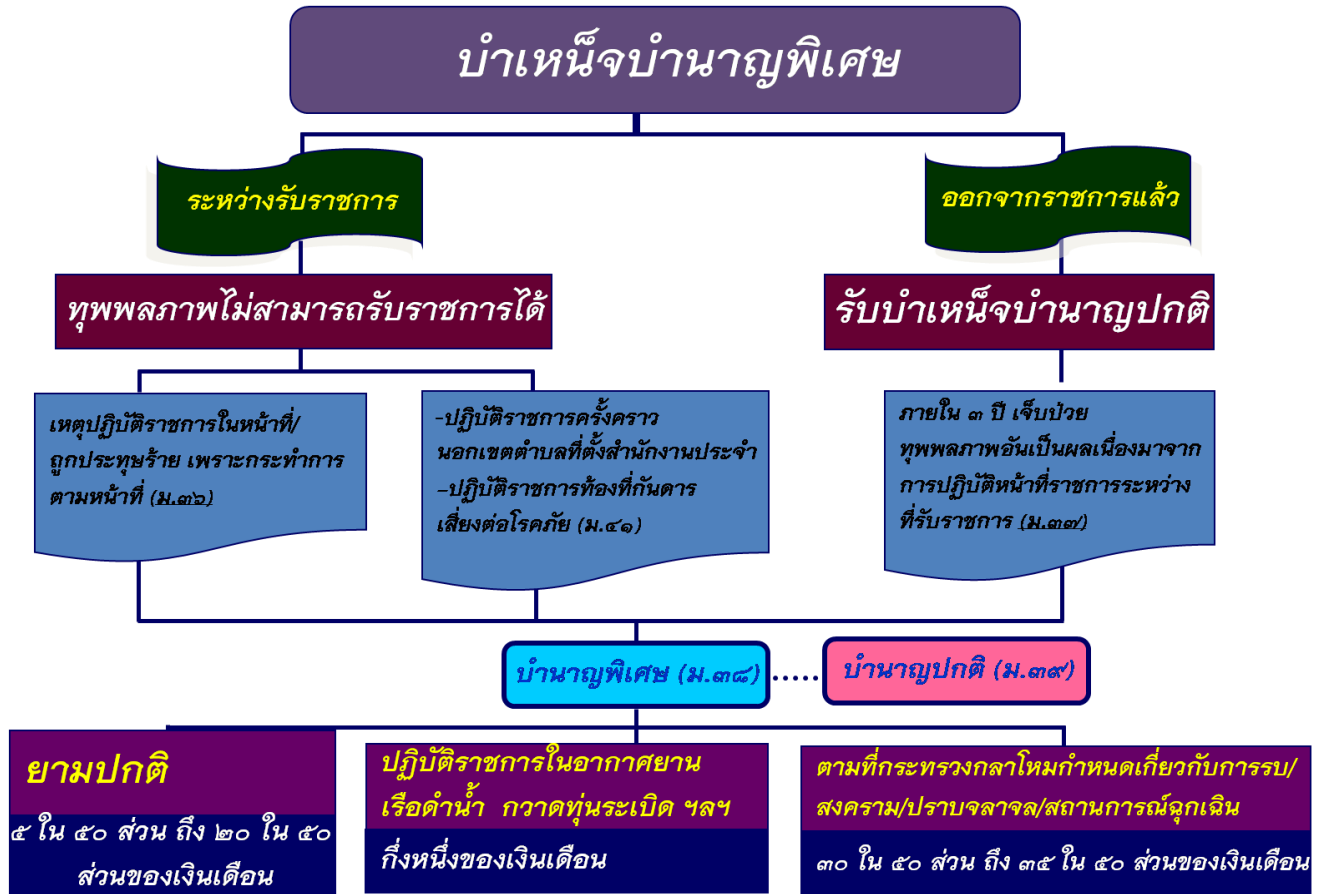 บำเหน็จบำนาญพิเศษ
ระหว่างรับราชการ
ออกจากราชการแล้ว
ทุพพลภาพไม่สามารถรับราชการได้
รับบำเหน็จบำนาญปกติ
เหตุปฏิบัติราชการในหน้าที่/
ถูกประทุษร้าย เพราะกระทำการ
ตามหน้าที่ (ม.๓๖)
-ปฏิบัติราชการครั้งคราว
นอกเขตตำบลที่ตั้งสำนักงานประจำ
–ปฏิบัติราชการท้องที่กันดาร
เสี่ยงต่อโรคภัย (ม.๔๑)
ภายใน ๓ ปี เจ็บป่วย
ทุพพลภาพอันเป็นผลเนื่องมาจาก
การปฏิบัติหน้าที่ราชการระหว่าง
ที่รับราชการ (ม.๓๗)
บำนาญพิเศษ (ม.๓๘)
บำนาญปกติ (ม.๓๙)
ยามปกติ
๕ ใน ๕๐ ส่วน ถึง ๒๐ ใน ๕๐
ส่วนของเงินเดือน
ปฏิบัติราชการในอากาศยาน
เรือดำน้ำ กวาดทุ่นระเบิด ฯลฯ
กึ่งหนึ่งของเงินเดือน
ตามที่กระทรวงกลาโหมกำหนดเกี่ยวกับการรบ/
สงคราม/ปราบจลาจล/สถานการณ์ฉุกเฉิน
๓๐ ใน ๕๐ ส่วน ถึง ๓๕ ใน ๕๐ ส่วนของเงินเดือน